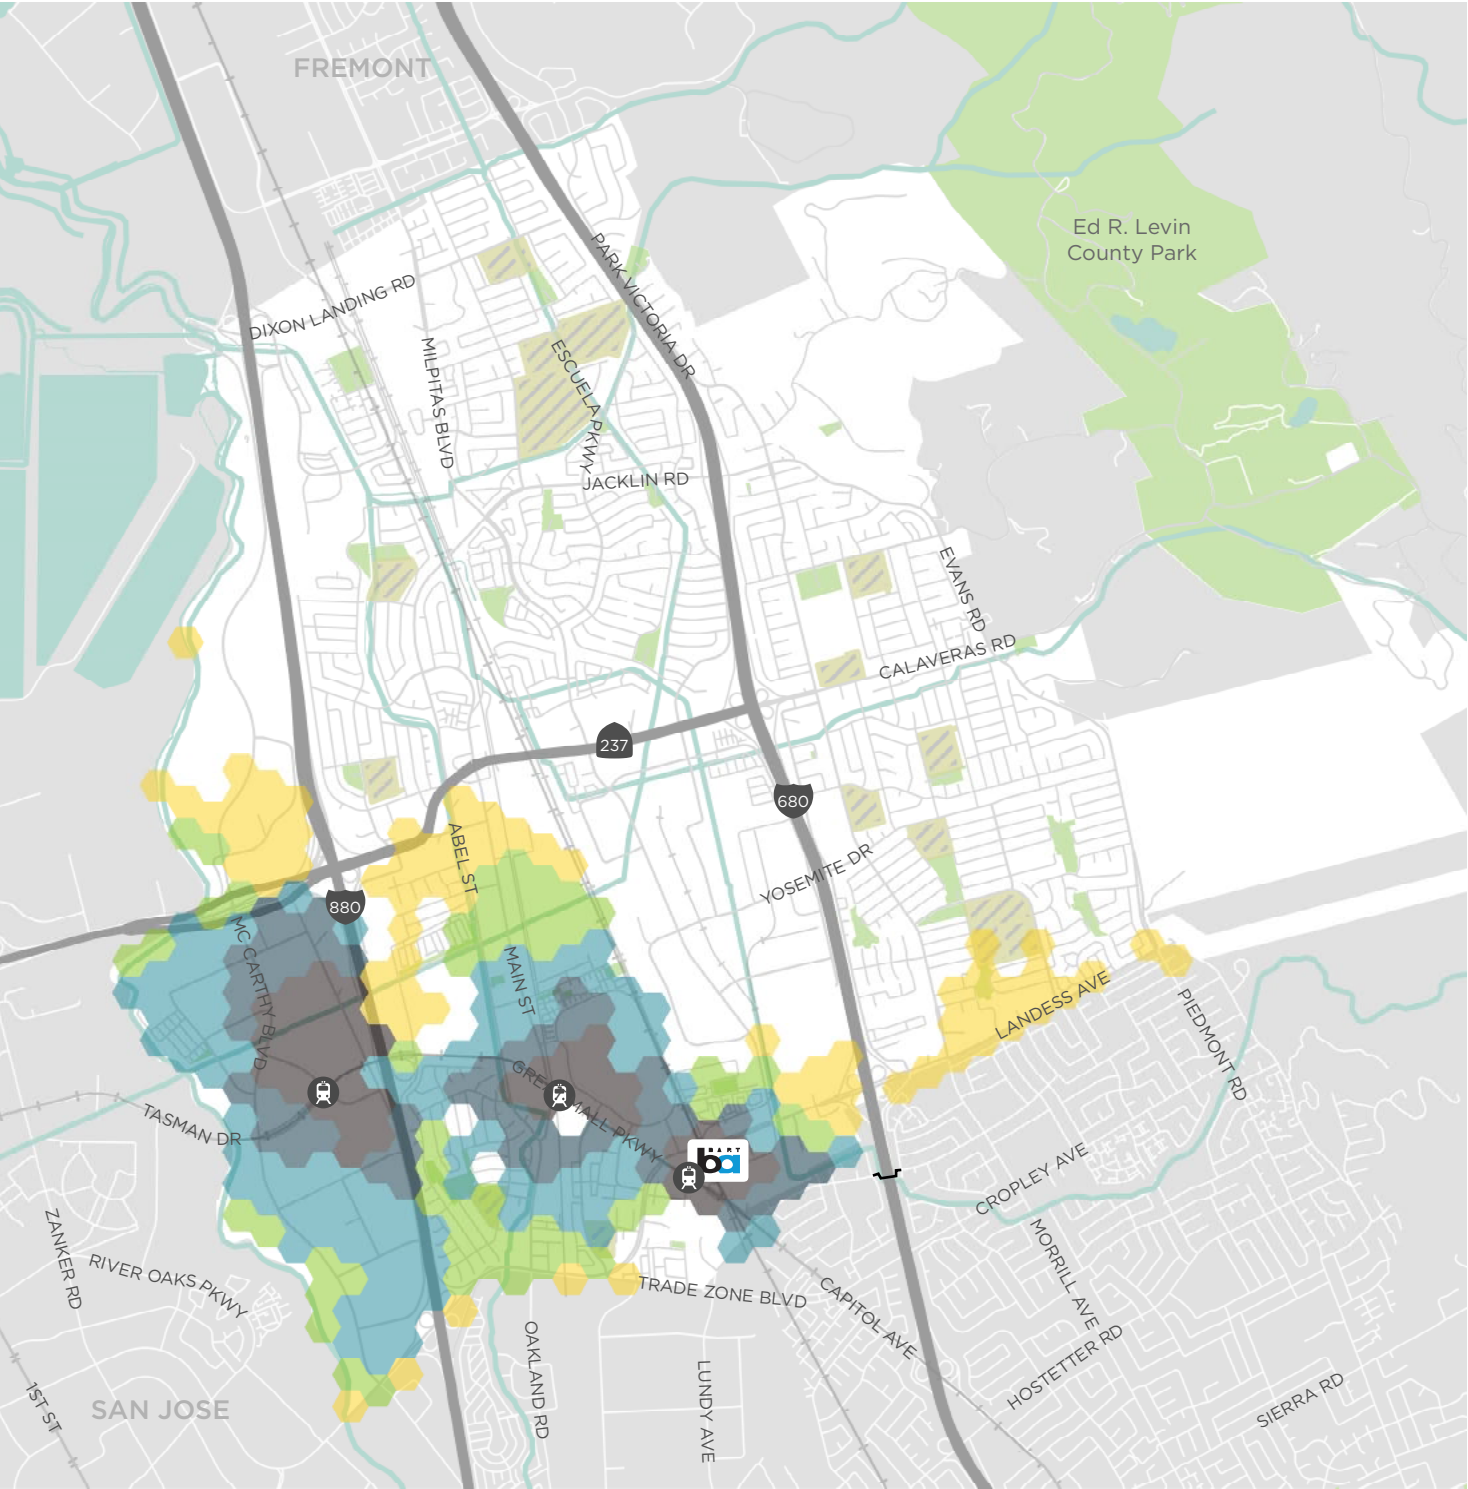 FREMONT
Ed R. Levin
County Park
PARK VICTORIA DR
DIXON LANDING RD
MILPITAS BLVD
ESCUELA PKWY
JACKLIN RD
EVANS RD
CALAVERAS RD
237
680
ABEL ST
YOSEMITE DR
880
MC CARTHY BLVD
MAIN ST
LANDESS AVE
PIEDMONT RD
GREAT MALL PKWY
TASMAN DR
BART
ba
CROPLEY AVE
ZANKER RD
RIVER OAKS PKWY
MORRILL AVE
TRADE ZONE BLVD
CAPITOL AVE
OAKLAND RD
LUNDY AVE
HOSTETTER RD
SIERRA RD
1ST ST
SAN JOSE